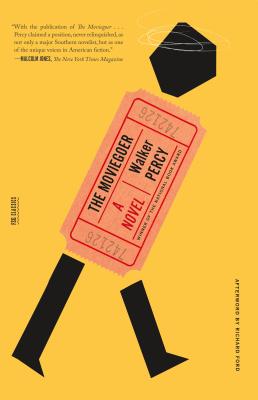 "With the publication of The Moviegoer . . .
Percy claimed a position, never relinquished, as
not only a major Southern novelist, but as one
of the unique voices in American fiction."
—MALCOLM JONES, The New York Times Magazine
742126
THE MOVIEGOER
A
NOVEL
Walker
PERCY
WINNER OF THE NATIONAL BOOK AWARD
742126
FSG CLASSICS
AFTERWORD BY RICHARD FORD